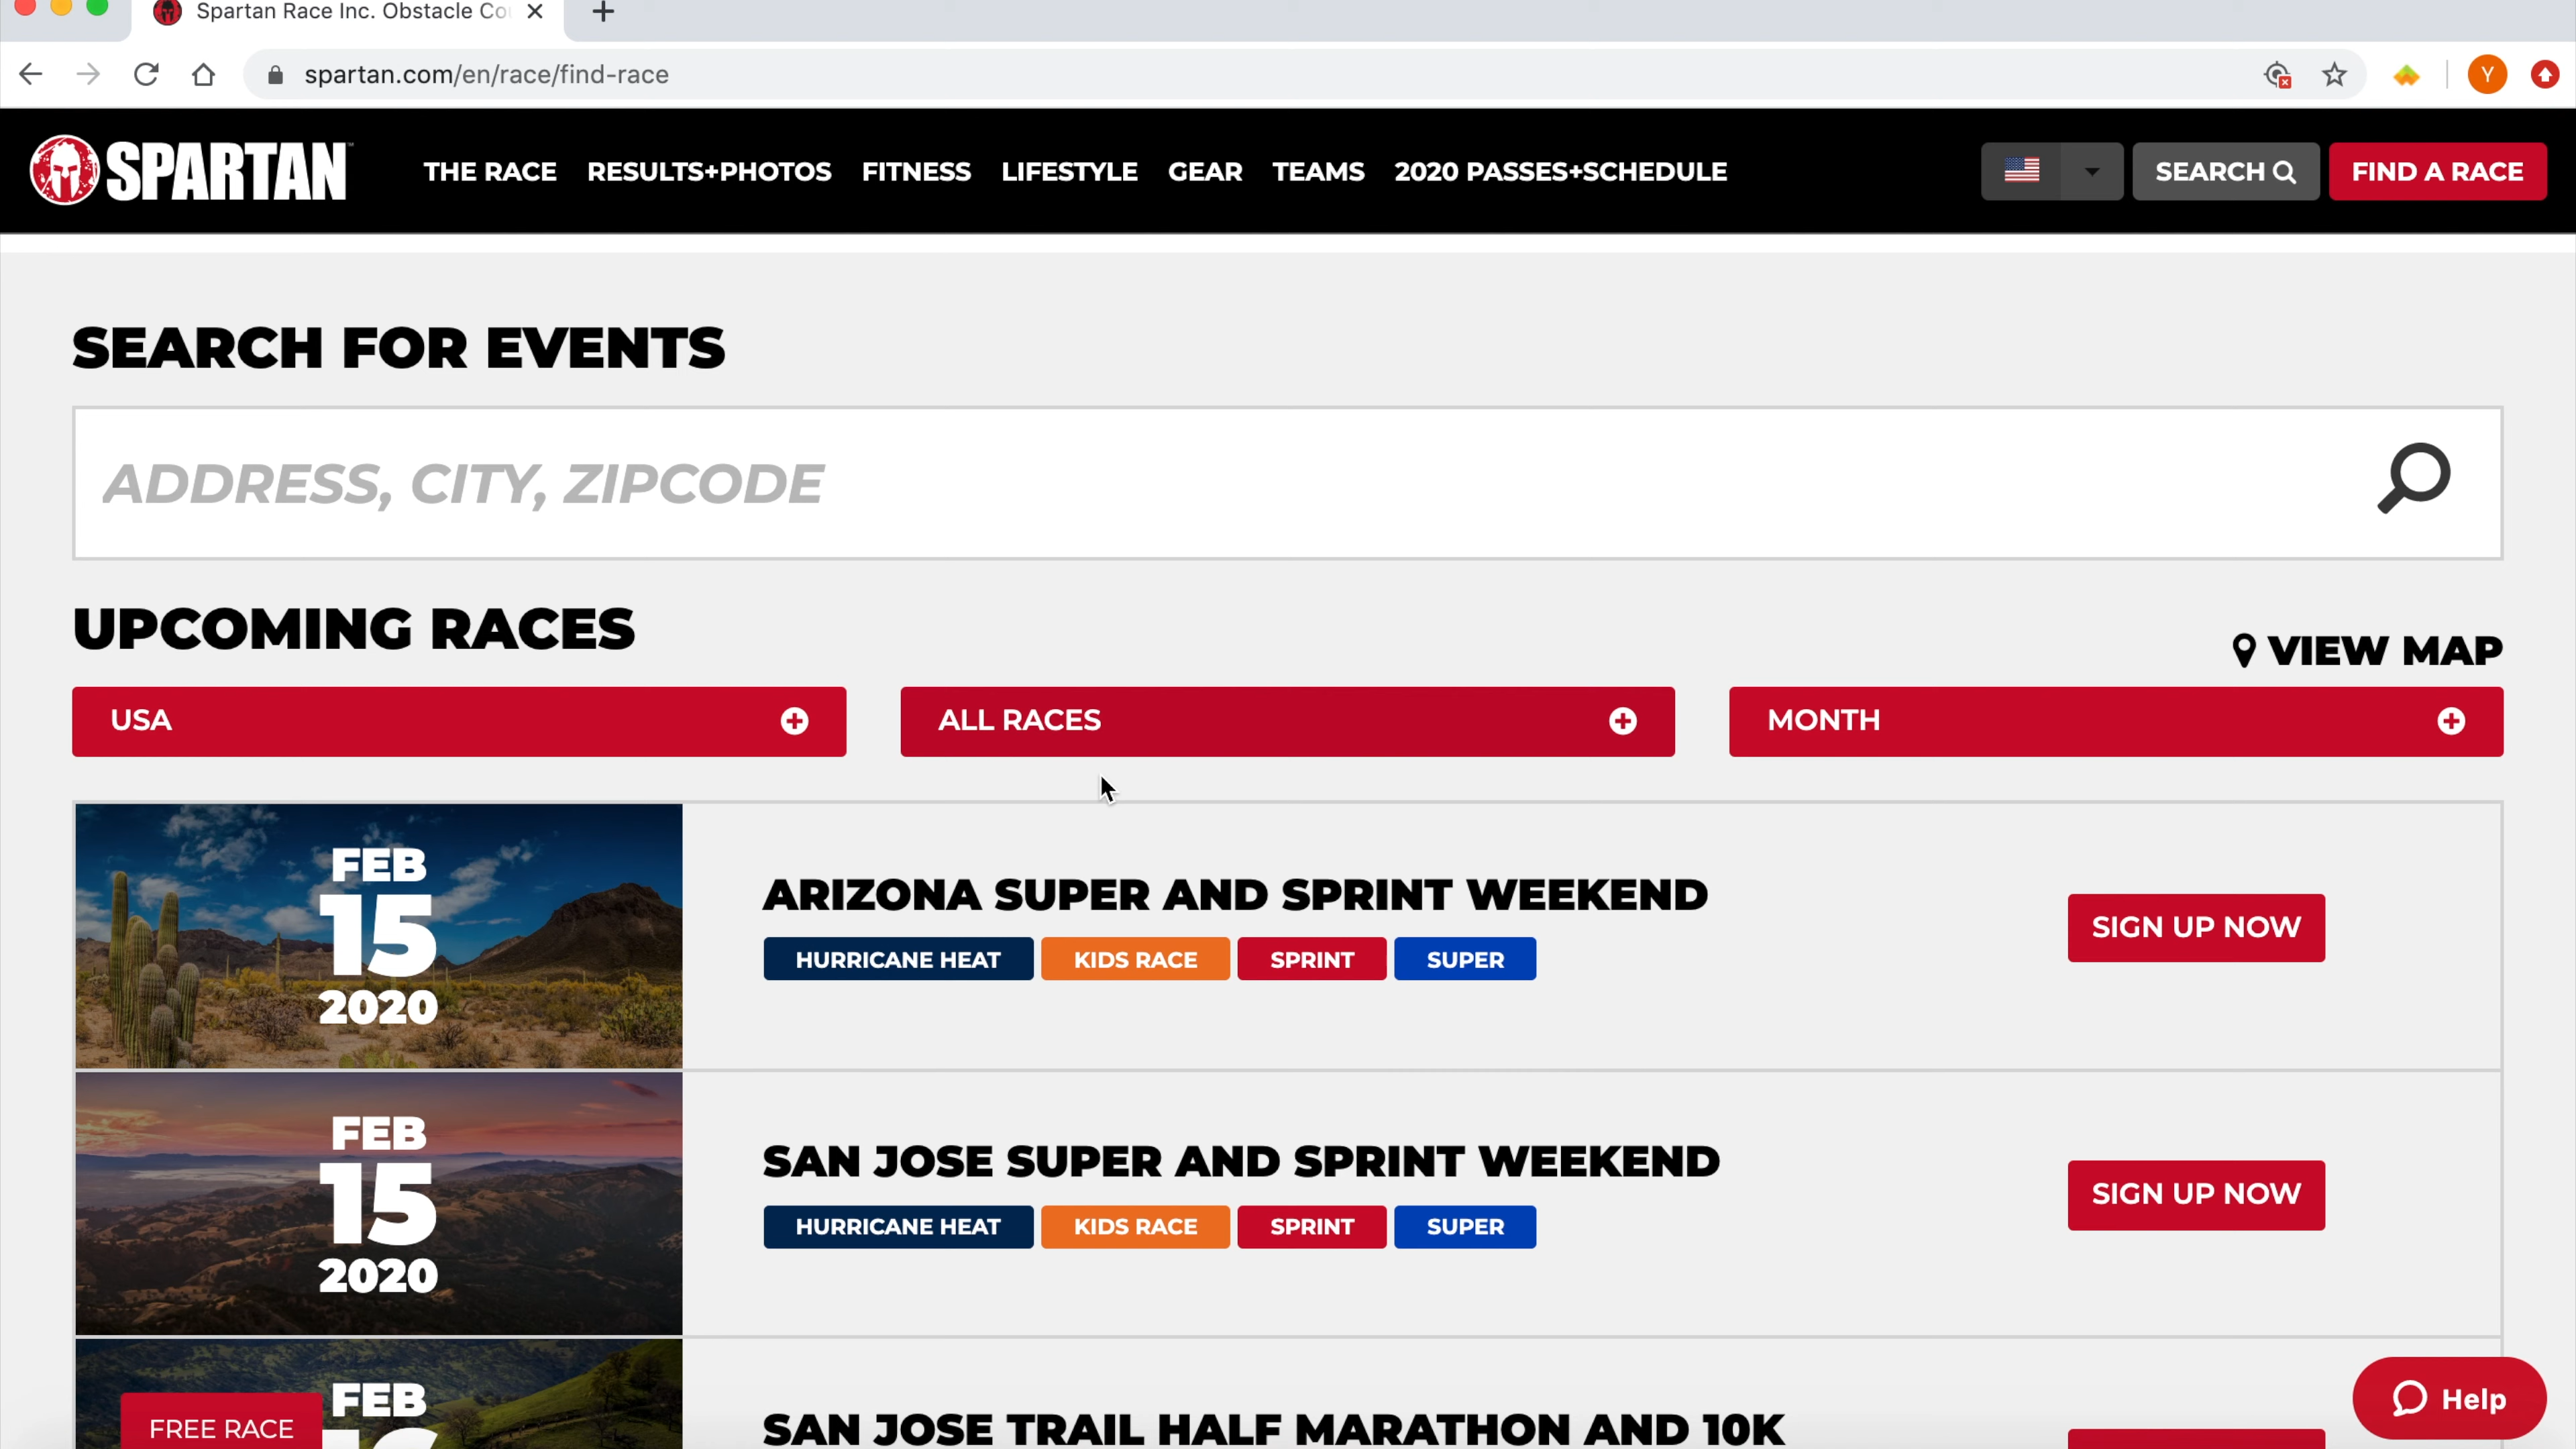 Spartan Race Inc. Obstacle Co
spartan.com/en/race/find-race
Y
SPARTAN
THE RACE RESULTS+PHOTOS FITNESS LIFESTYLE GEAR TEAMS 2020 PASSES+SCHEDULE
SEARCH
FIND A RACE
SEARCH FOR EVENTS
ADDRESS, CITY, ZIPCODE
UPCOMING RACES
VIEW MAP
USA
ALL RACES
MONTH
FEB
15
2020
ARIZONA SUPER AND SPRINT WEEKEND
HURRICANE HEAT KIDS RACE SPRINT SUPER
SIGN UP NOW
FEB
15
2020
SAN JOSE SUPER AND SPRINT WEEKEND
HURRICANE HEAT KIDS RACE SPRINT SUPER
SIGN UP NOW
FEB
SAN JOSE TRAIL HALF MARATHON AND 10K
FREE RACE
Help